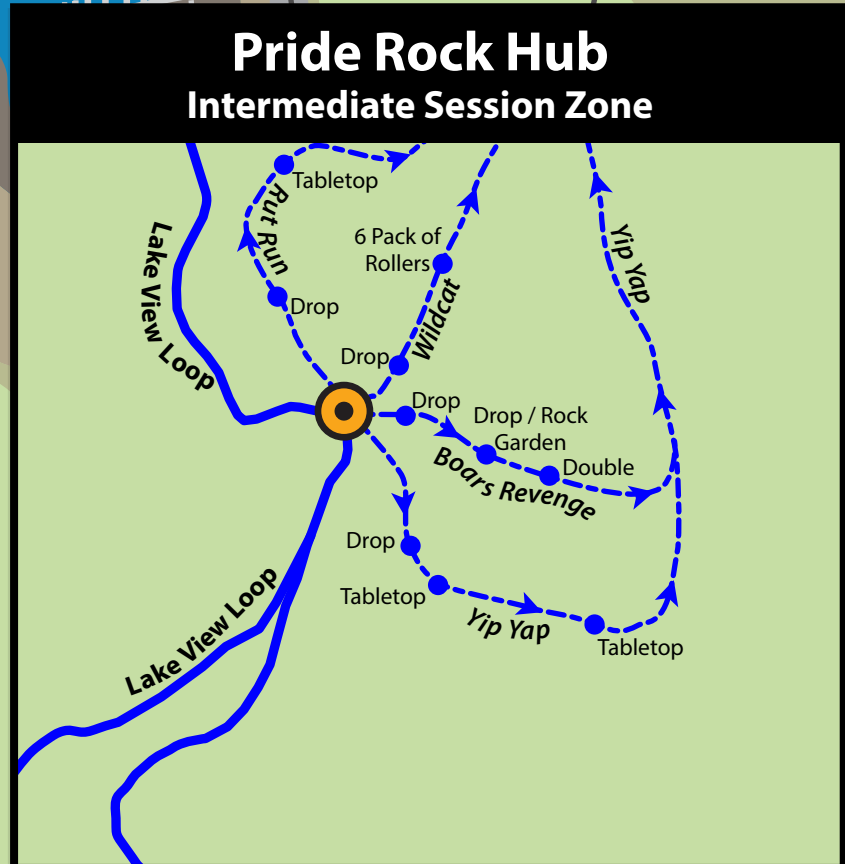 Pride Rock Hub
Intermediate Session Zone
Tabletop
Rut Run
6 Pack of
Rollers
Yip Yap
Lake View Loop
Drop
Wildcat
Drop
Drop
Drop / Rock
Garden
Double
Boars Revenge
Drop
Tabletop
Yip Yap
Tabletop
Lake View Loop